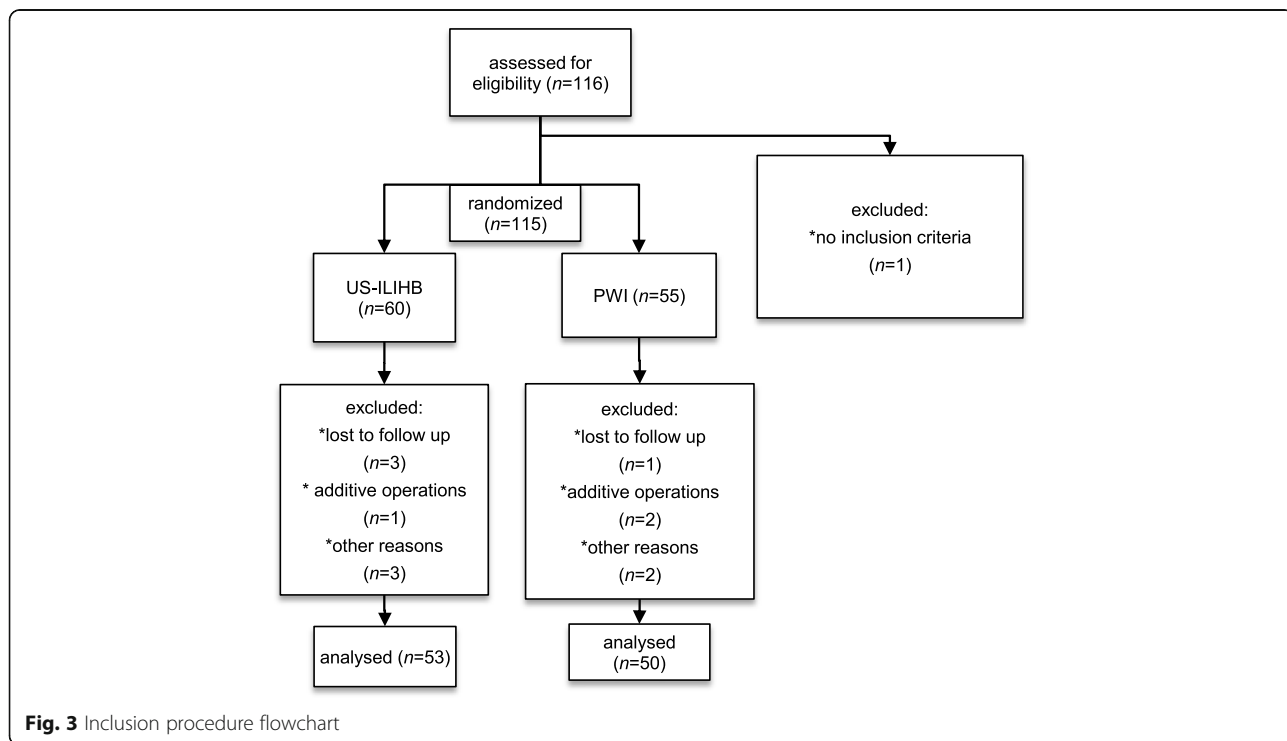 assessed for
eligibility (n=116)
excluded:
*no inclusion criteria
(n=1)
randomized
(n=115)
US-ILIHB
(n=60)
PWI (n=55)
excluded:
*lost to follow up
(n=3)
* additive operations
(n=1)
*other reasons
(n=3)
excluded:
*lost to follow up
(n=1)
*additive operations
(n=2)
*other reasons
(n=2)
analysed (n=53)
analysed
(n=50)
Fig. 3 Inclusion procedure flowchart